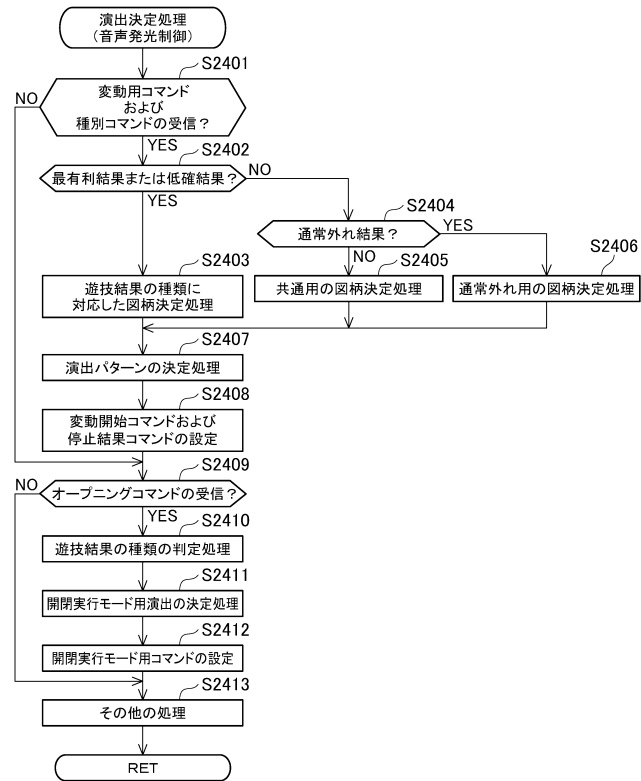 演出決定処理
(音声発光制御)
S2401
NO
変動用コマンド
および
種別コマンドの受信?
YES
S2402
最有利結果または低確結果?
NO
YES
S2404
通常外れ結果?
YES
NO
S2403
遊技結果の種類に
対応した図柄決定処理
S2405
共通用の図柄決定処理
S2406
通常外れ用の図柄決定処理
S2407
演出パターンの決定処理
S2408
変動開始コマンドおよび
停止結果コマンドの設定
S2409
NO
オープニングコマンドの受信?
YES
S2410
遊技結果の種類の判定処理
S2411
開閉実行モード用演出の決定処理
S2412
開閉実行モード用コマンドの設定
S2413
その他の処理
RET